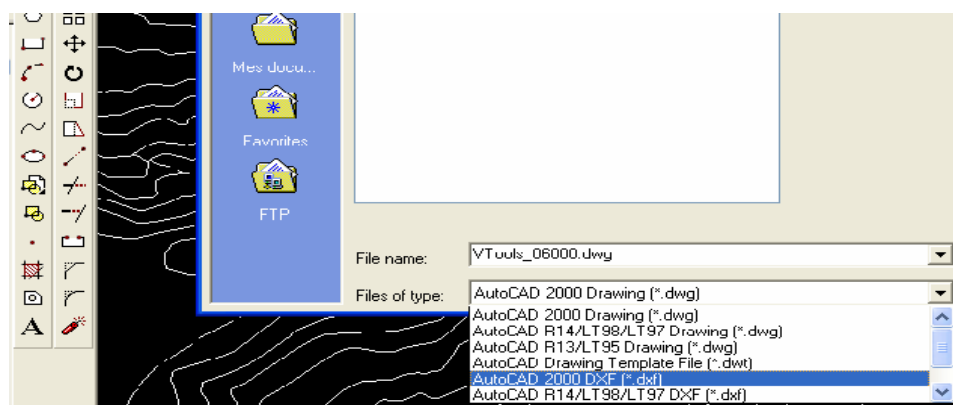 Mes docu...
Favorites
FTP
File name:
VTools_06000.dwg
Files of type:
AutoCAD 2000 Drawing (*.dwg)
AutoCAD 2000 Drawing (*.dwg)
AutoCAD R14/LT98/LT97 Drawing (*.dwg)
AutoCAD R13/LT95 Drawing (*.dwg)
AutoCAD Drawing Template File (*.dwt)
AutoCAD 2000 DXF (*.dxf)
AutoCAD R14/LT98/LT97 DXF (*.dxf)
A